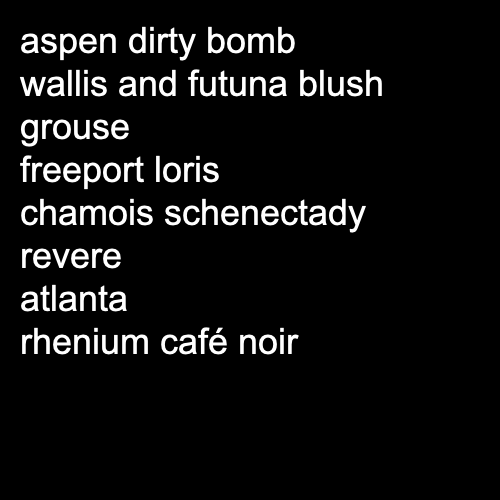 aspen dirty bomb
wallis and futuna blush
grouse
freeport loris
chamois schenectady
revere
atlanta
rhenium café noir